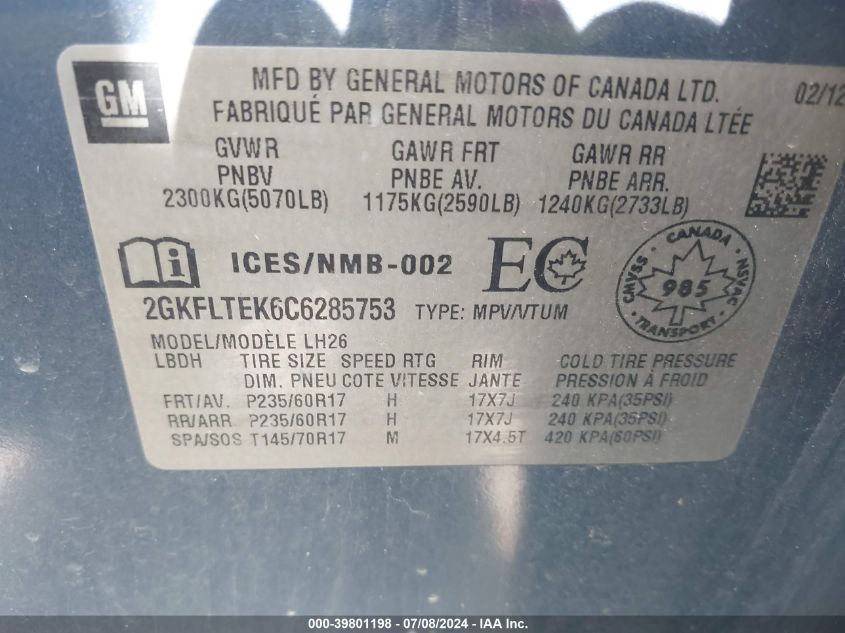 GM
MFD BY GENERAL MOTORS OF CANADA LTD. 02/12
FABRIQUÉ PAR GENERAL MOTORS DU CANADA LTÉE
GVWR GAWR FRT GAWR RR
PNBV PNBE AV. PNBE ARR.
2300KG(5070LB) 1175KG(2590LB) 1240KG(2733LB)
i ICES/NMB-002 EC
CANADA
CMVSS 985 NSVAC
TRANSPORT
2GKFLTEK6C6285753 TYPE: MPV/VTUM
MODEL/MODÈLE LH26
LBDH TIRE SIZE SPEED RTG RIM COLD TIRE PRESSURE
DIM. PNEU COTE VITESSE JANTE PRESSION À FROID
FRT/AV. P235/60R17 H 17X7J 240 KPA(35PSI)
RR/ARR. P235/60R17 H 17X7J 240 KPA(35PSI)
SPA/SOS T145/70R17 M 17X4.5T 420 KPA(60PSI)
000-39801198 - 07/08/2024 - IAA Inc.